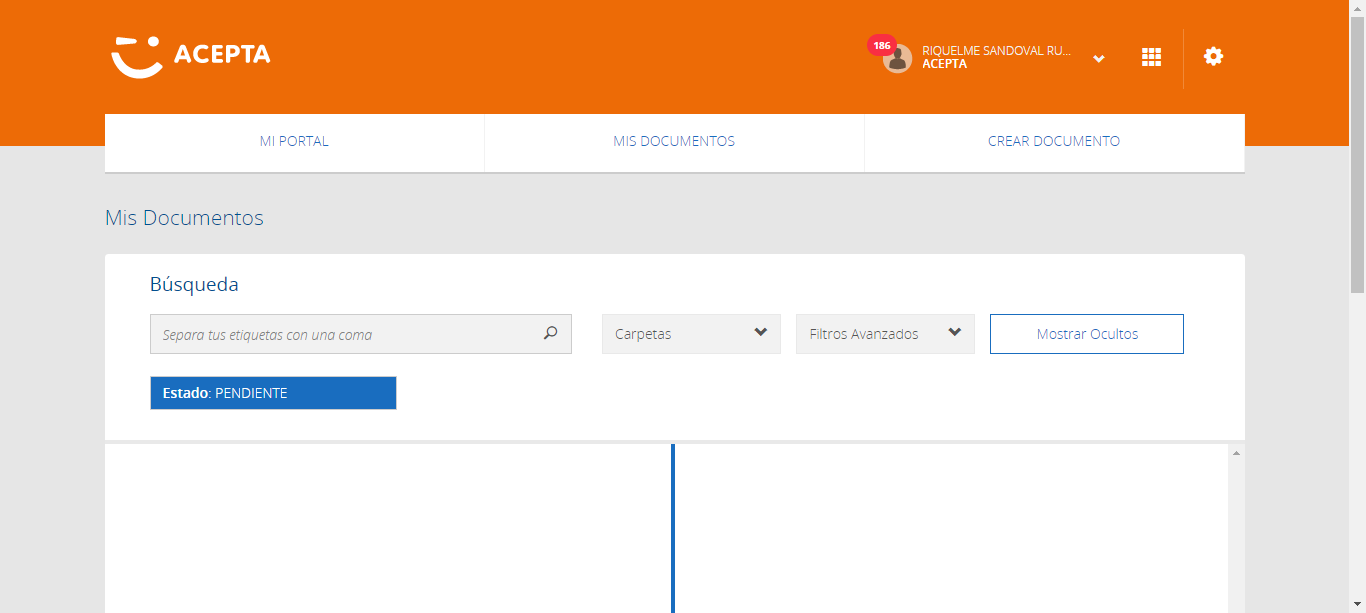 ACEPTA
186
RIQUELME SANDOVAL RU...
ACEPTA
MI PORTAL
MIS DOCUMENTOS
CREAR DOCUMENTO
Mis Documentos
Búsqueda
Separa tus etiquetas con una coma
Carpetas
Filtros Avanzados
Mostrar Ocultos
Estado: PENDIENTE